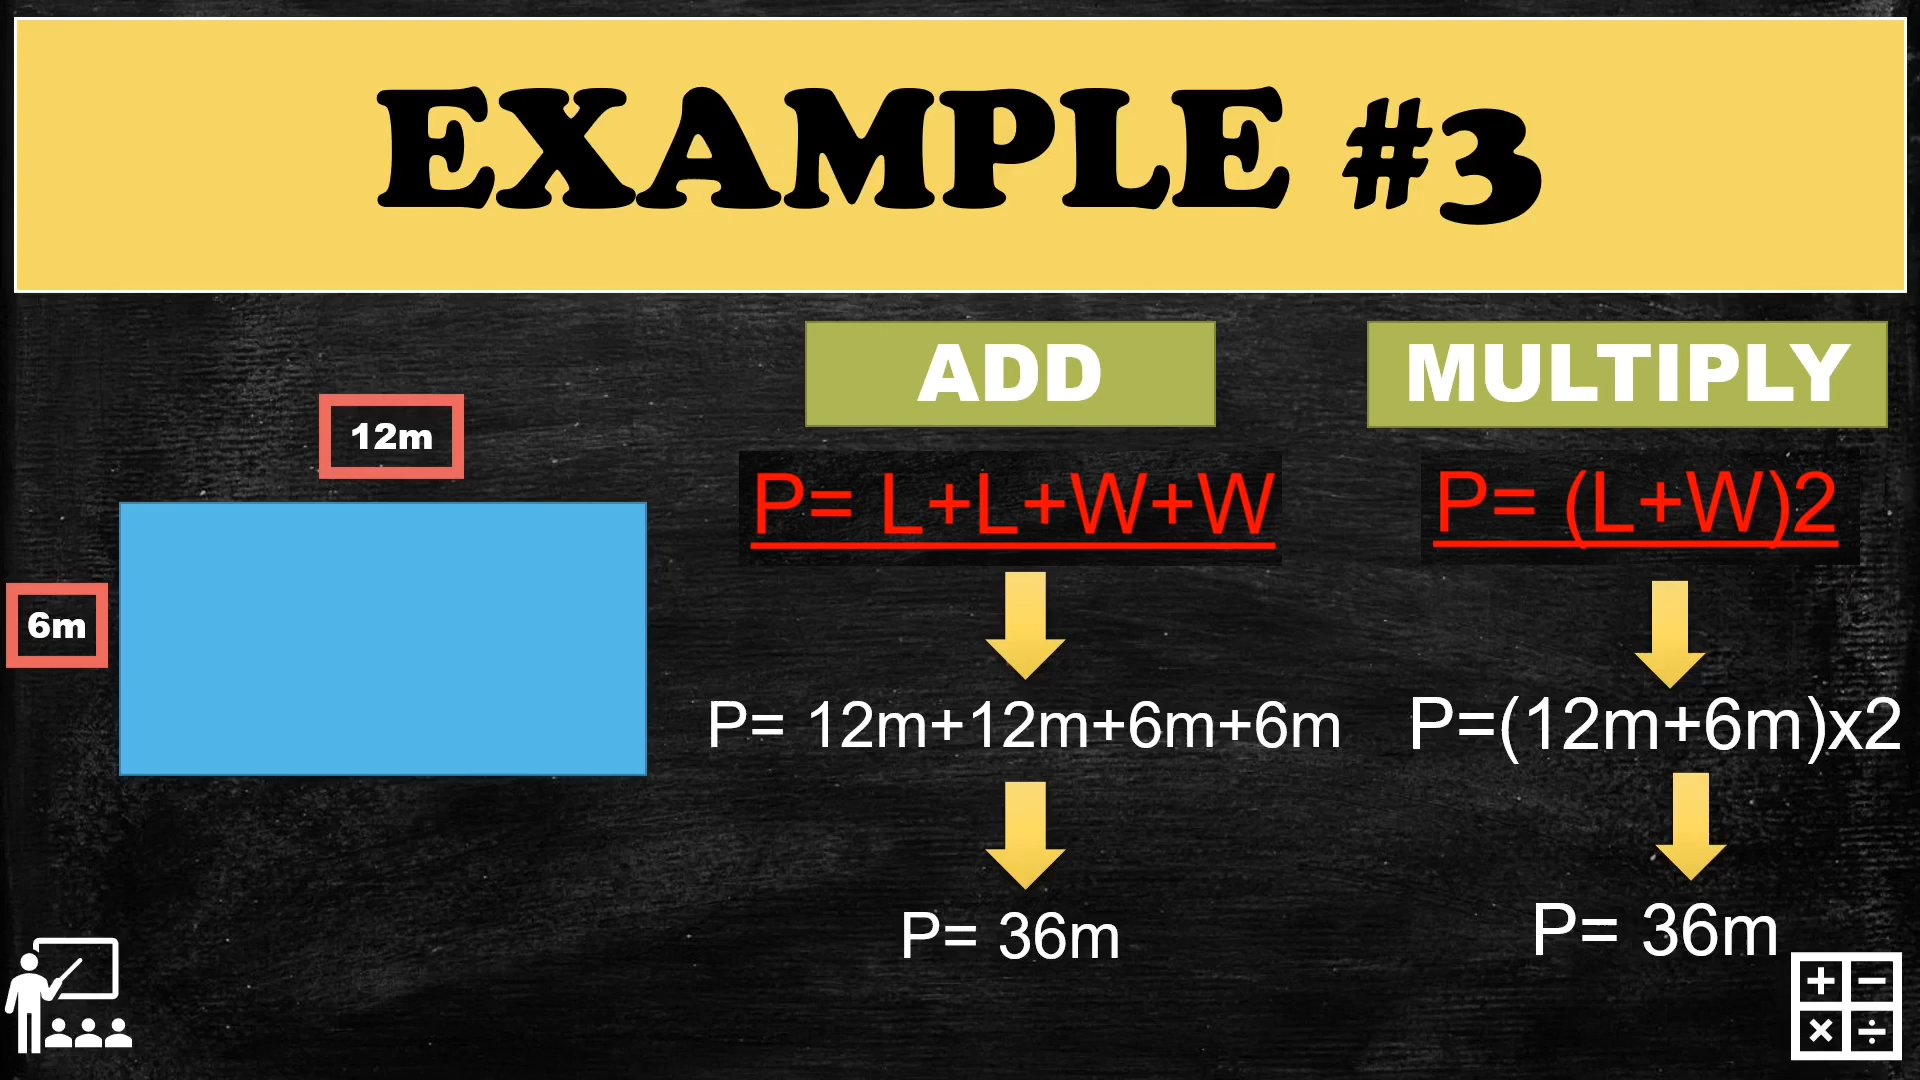 EXAMPLE #3
12m
6m
ADD
P= L+L+W+W
P= 12m+12m+6m+6m
P= 36m
MULTIPLY
P= (L+W)2
P=(12m+6m)x2
P= 36m
+ −
× ÷